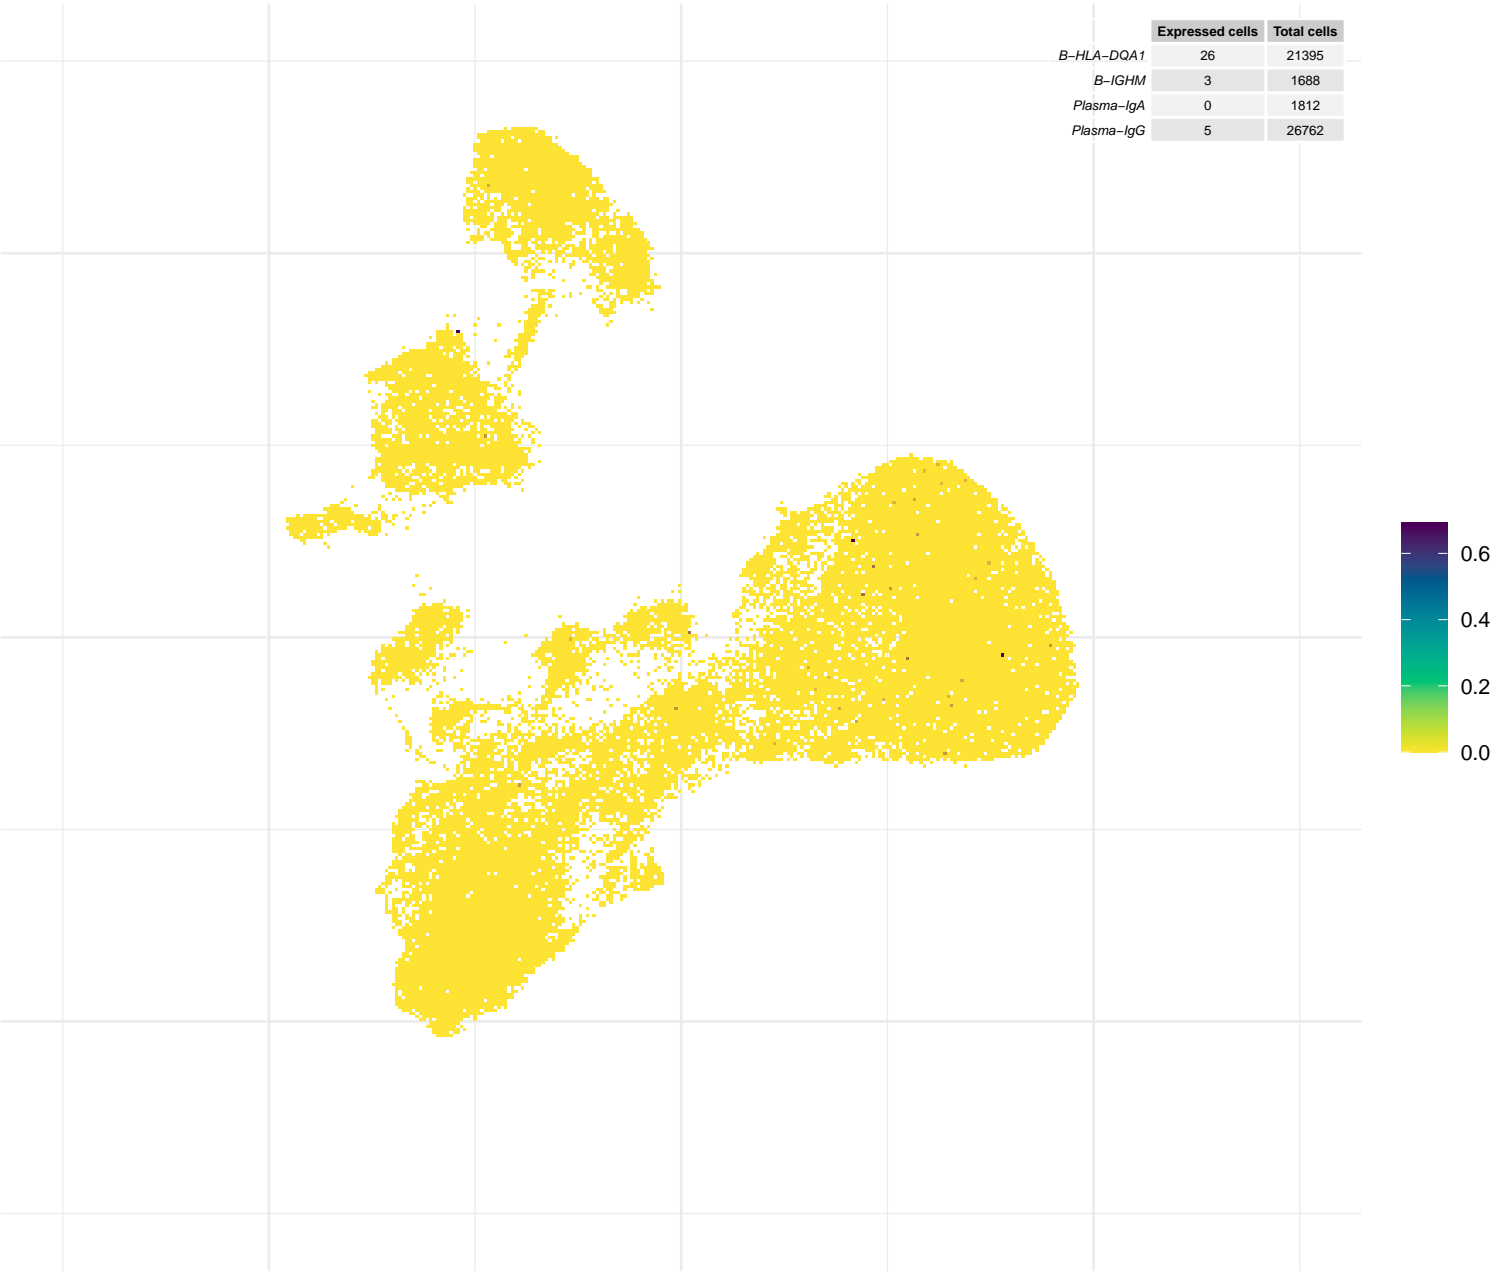 Expressed cells Total cells
B−HLA−DQA1 26 21395
B−IGHM 3 1688
Plasma−IgA 0 1812
Plasma−IgG 5 26762
0.6
0.4
0.2
0.0